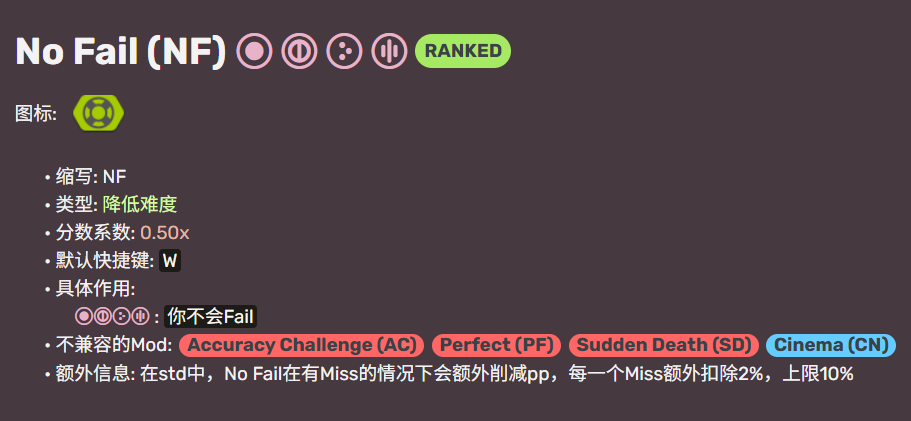 No Fail (NF) RANKED
图标:
• 缩写: NF
• 类型: 降低难度
• 分数系数: 0.50x
• 默认快捷键: W
• 具体作用:
: 你不会Fail
• 不兼容的Mod: Accuracy Challenge (AC) Perfect (PF) Sudden Death (SD) Cinema (CN)
• 额外信息: 在std中，No Fail在有Miss的情况下会额外削减pp，每一个Miss额外扣除2%，上限10%